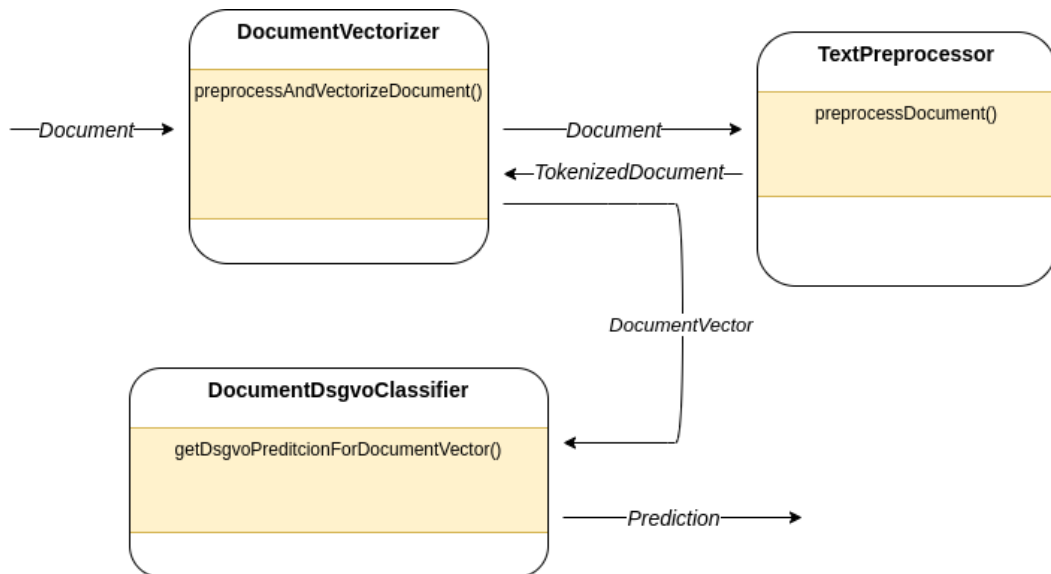 DocumentVectorizer
TextPreprocessor
preprocessAndVectorizeDocument()
preprocessDocument()
Document
Document
TokenizedDocument
DocumentVector
DocumentDsgvoClassifier
getDsgvoPreditcionForDocumentVector()
Prediction